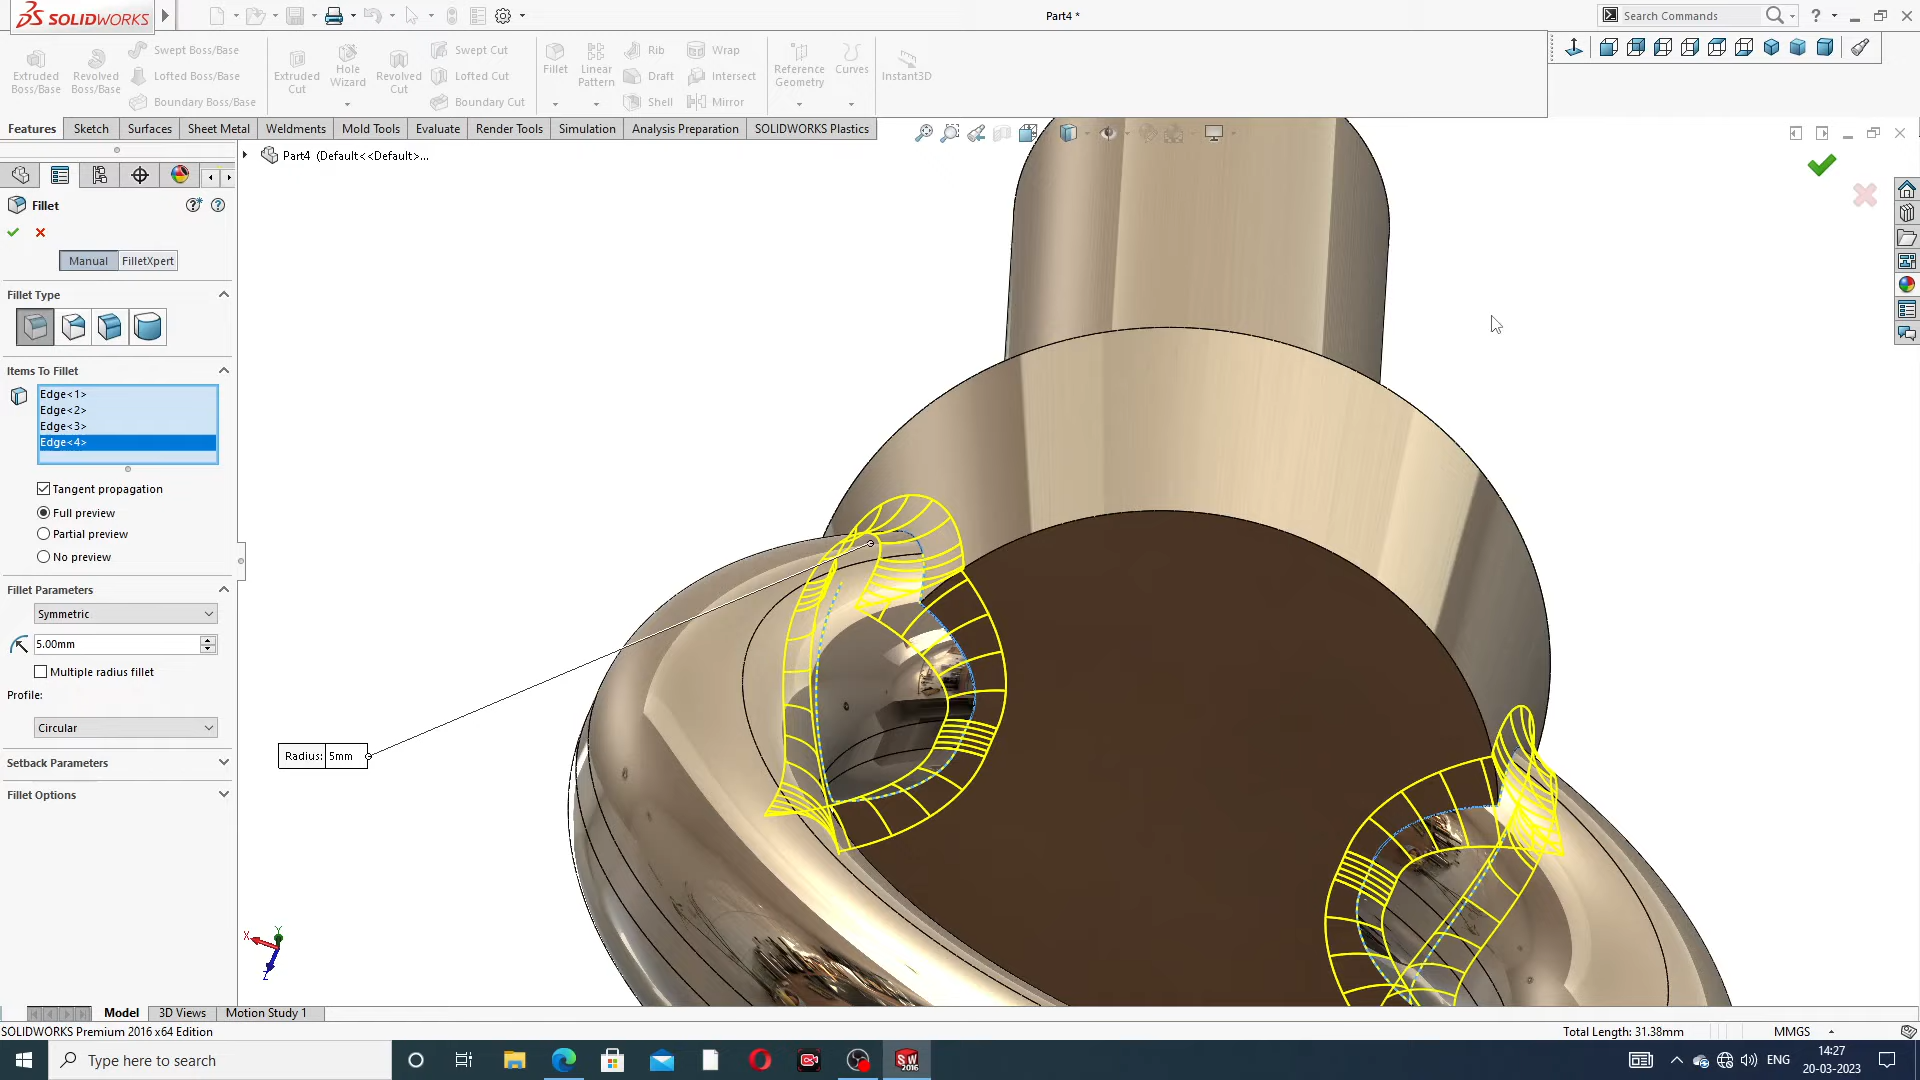 SOLIDWORKS
Part4 *
Search Commands
Extruded Boss/Base
Revolved Boss/Base
Swept Boss/Base
Lofted Boss/Base
Boundary Boss/Base
Extruded Cut
Hole Wizard
Revolved Cut
Swept Cut
Lofted Cut
Boundary Cut
Fillet
Linear Pattern
Rib
Draft
Shell
Wrap
Intersect
Mirror
Reference Geometry
Curves
Instant3D
Features Sketch Surfaces Sheet Metal Weldments Mold Tools Evaluate Render Tools Simulation Analysis Preparation SOLIDWORKS Plastics
Part4 (Default<<Default>...
Fillet
Manual FilletXpert
Fillet Type
Items To Fillet
Edge<1>
Edge<2>
Edge<3>
Edge<4>
Tangent propagation
Full preview
Partial preview
No preview
Fillet Parameters
Symmetric
5.00mm
Multiple radius fillet
Profile:
Circular
Setback Parameters
Fillet Options
Radius: 5mm
X
Y
Z
Model 3D Views Motion Study 1
SOLIDWORKS Premium 2016 x64 Edition
Total Length: 31.38mm
MMGS
Type here to search
SW
2016
ENG
14:27
20-03-2023